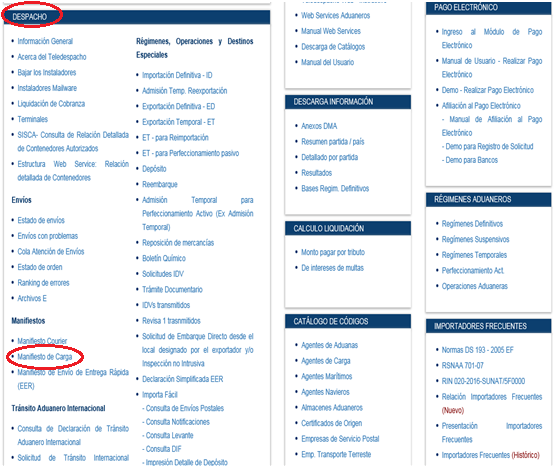 DESPACHO
Información General
Acerca del Teledespacho
Bajar los Instaladores
Instaladores Mailware
Liquidación de Cobranza
Terminales
SISCA- Consulta de Relación Detallada
de Contenedores Autorizados
Estructura Web Service: Relación
detallada de Contenedores
Envíos
Estado de envíos
Envíos con problemas
Cola Atención de Envíos
Estado de orden
Ranking de errores
Archivos E
Manifiestos
Manifiesto Courier
Manifiesto de Carga
Manifiesto de Envío de Entrega Rápida
(EER)
Tránsito Aduanero Internacional
Consulta de Declaración de Tránsito
Aduanero Internacional
Solicitud de Tránsito Internacional
Régimenes, Operaciones y Destinos
Especiales
Importación Definitiva - ID
Admisión Temp. Reexportación
Exportación Definitiva - ED
Exportación Temporal - ET
ET - para Reimportación
ET - para Perfeccionamiento pasivo
Depósito
Reembarque
Admisión Temporal para
Perfeccionamiento Activo (Ex Admisión
Temporal)
Reposición de mercancías
Boletín Químico
Solicitudes IDV
Trámite Documentario
IDVs transmitidos
Revisa 1 trasnmitidos
Solicitud de Embarque Directo desde el
local designado por el exportador y/o
Inspección no Intrusiva
Declaración Simplificada EER
Importa Fácil
- Consulta de Envíos Postales
- Consulta Notificaciones
- Consulta Levante
- Consulta DIF
- Impresión Detalle de Depósito
Web Services Aduaneros
Manual Web Services
Descarga de Catálogos
Manual del Usuario
DESCARGA INFORMACIÓN
Anexos DMA
Resumen partida / país
Detallado por partida
Resultados
Bases Regim. Definitivos
CALCULO LIQUIDACIÓN
Monto pagar por tributo
De intereses de multas
CATÁLOGO DE CÓDIGOS
Agentes de Aduanas
Agentes de Carga
Agentes Marítimos
Agentes Navieros
Almacenes Aduaneros
Certificados de Origen
Empresas de Servicio Postal
Emp. Transporte Terrestre
PAGO ELECTRÓNICO
Ingreso al Módulo de Pago
Electrónico
Manual de Usuario - Realizar Pago
Electrónico
Demo - Realizar Pago Electrónico
Afiliación al Pago Electrónico
- Manual de Afiliación al Pago
Electrónico
- Demo para Registro de Solicitud
- Demo para Bancos
RÉGIMENES ADUANEROS
Regímenes Definitivos
Regímenes Suspensivos
Regímenes Temporales
Perfeccionamiento Act.
Operaciones Aduaneras
IMPORTADORES FRECUENTES
Normas DS 193 - 2005 EF
RSNAA 701-07
RIN 020-2016-SUNAT/5F0000
Relación Importadores Frecuentes
(Nuevo)
Presentación Importadores
Frecuentes
Importadores Frecuentes (Histórico)